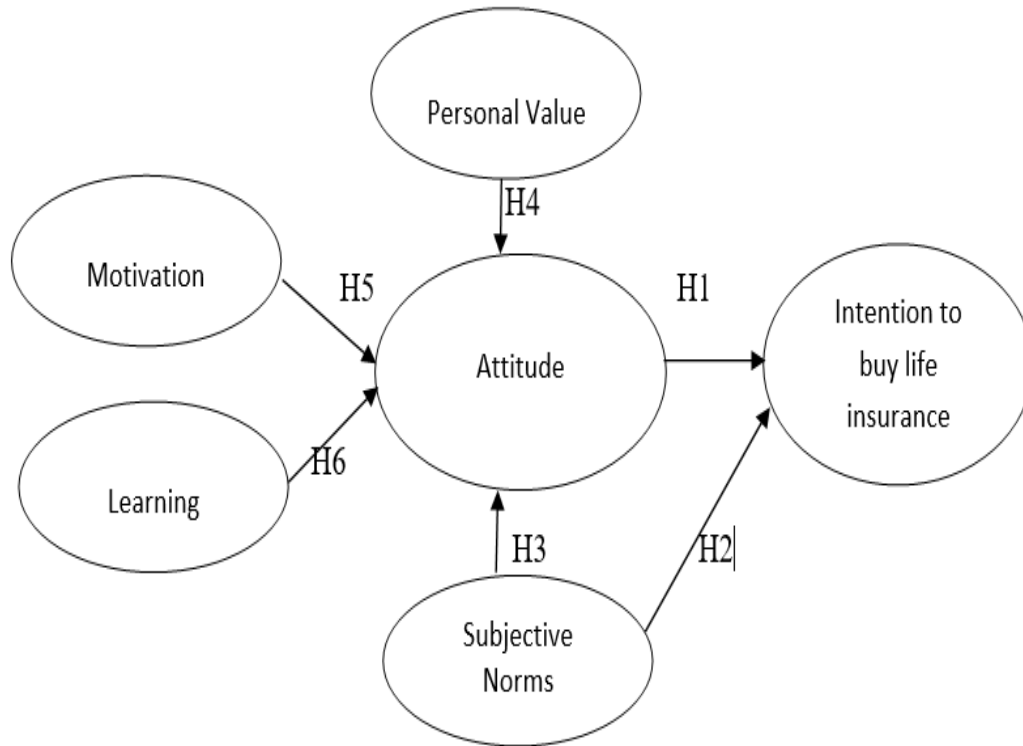 Personal Value
H4
Motivation
H5
H1
Attitude
Intention to
buy life
insurance
Learning
H6
H3
H2
Subjective
Norms